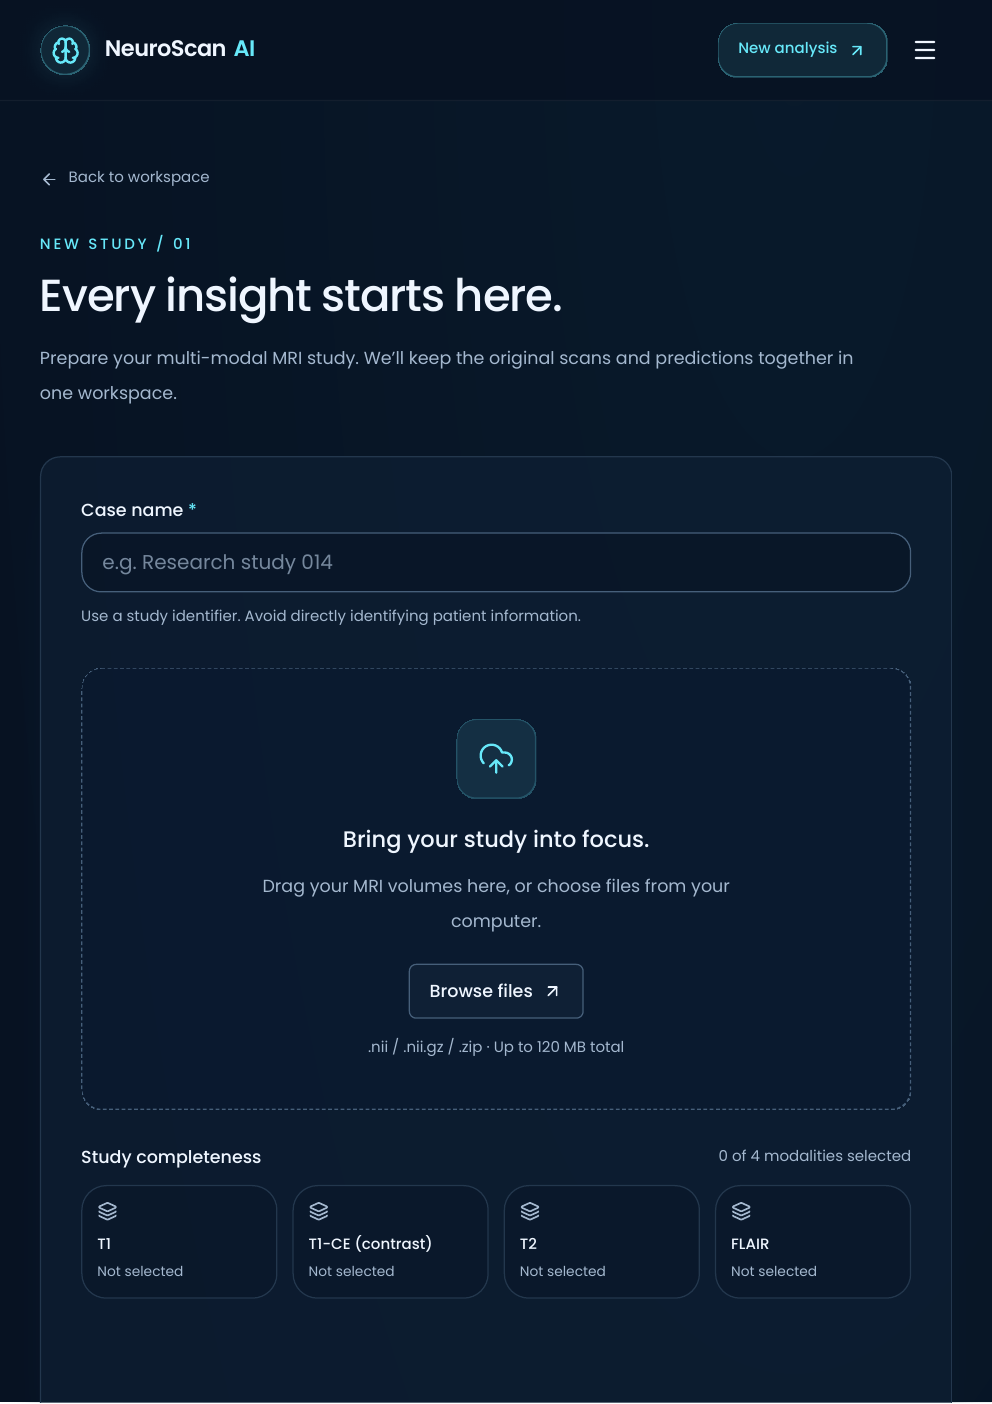 NeuroScan AI
New analysis
Back to workspace
NEW STUDY / 01
Every insight starts here.
Prepare your multi-modal MRI study. We’ll keep the original scans and predictions together in
one workspace.
Case name *
e.g. Research study 014
Use a study identifier. Avoid directly identifying patient information.
Bring your study into focus.
Drag your MRI volumes here, or choose files from your
computer.
Browse files
.nii / .nii.gz / .zip · Up to 120 MB total
Study completeness
0 of 4 modalities selected
T1
Not selected
T1-CE (contrast)
Not selected
T2
Not selected
FLAIR
Not selected